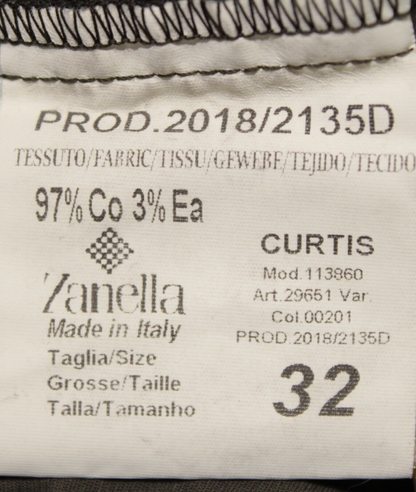 PROD.2018/2135D
TESSUTO/FABRIC/TISSU/GEWEBE/TEJIDO/TECIDO
97% Co 3% Ea
Zanella
Made in Italy
Taglia/Size
Grosse/Taille
Talla/Tamanho
CURTIS
Mod.113860
Art.29651 Var.
Col.00201
PROD.2018/2135D
32